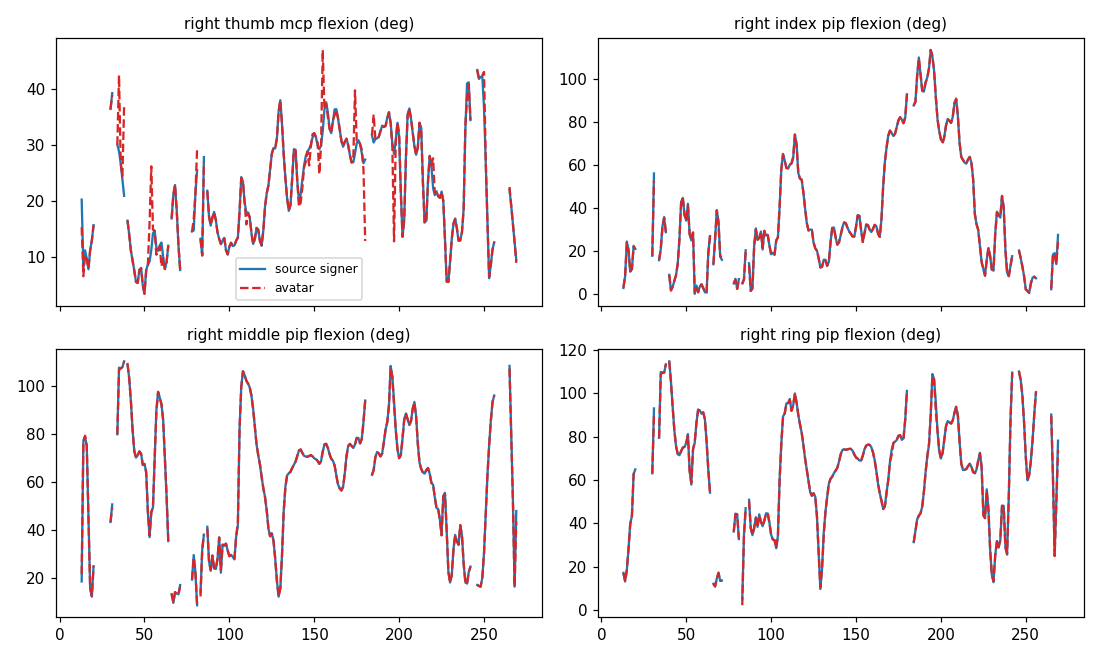 right thumb mcp flexion (deg)
right index pip flexion (deg)
40
30
20
10
source signer
avatar
100
80
60
40
20
0
right middle pip flexion (deg)
right ring pip flexion (deg)
100
80
60
40
20
0 50 100 150 200 250
120
100
80
60
40
20
0
0 50 100 150 200 250